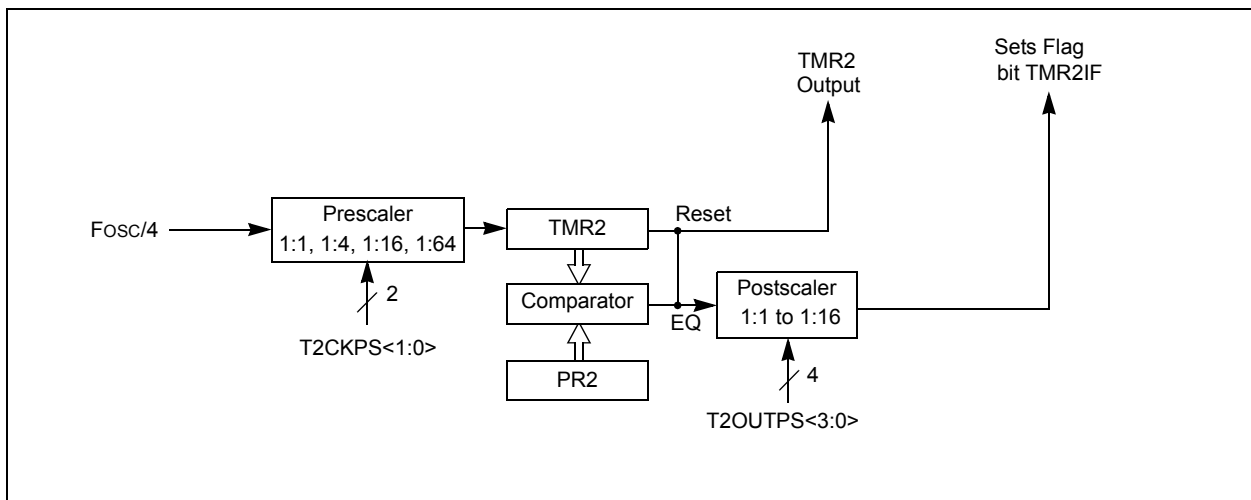 TMR2
Output
Sets Flag
bit TMR2IF
FOSC/4
Prescaler
1:1, 1:4, 1:16, 1:64
2
T2CKPS<1:0>
TMR2
Reset
Comparator
EQ
PR2
Postscaler
1:1 to 1:16
4
T2OUTPS<3:0>